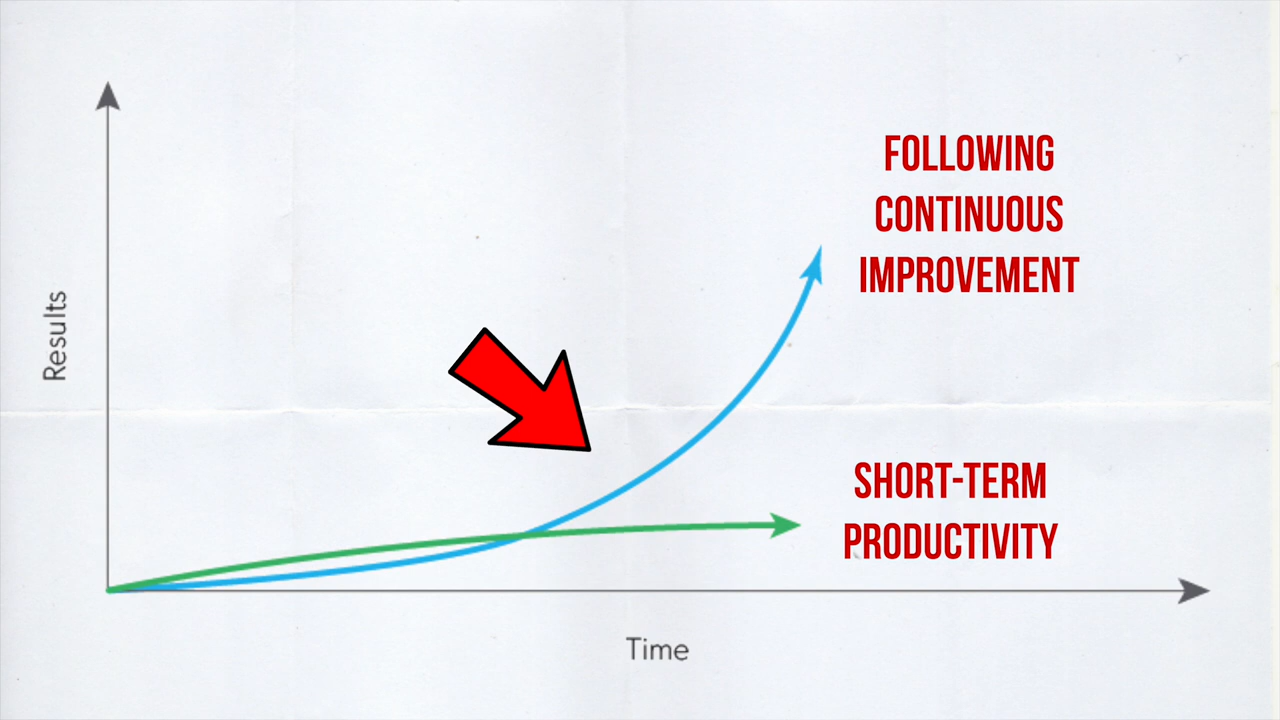 FOLLOWING
CONTINUOUS
IMPROVEMENT
Results
SHORT-TERM
PRODUCTIVITY
Time